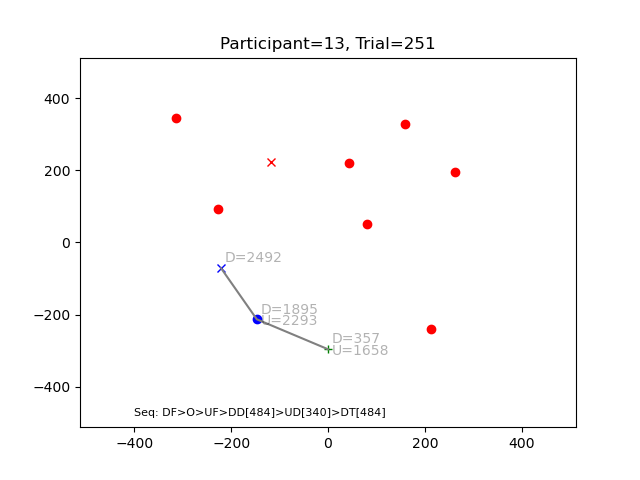 Participant=13, Trial=251
400
200
0
−200
−400
D=2492
D=1895
U=2293
D=357
U=1658
Seq: DF>O>UF>DD[484]>UD[340]>DT[484]
−400 −200 0 200 400